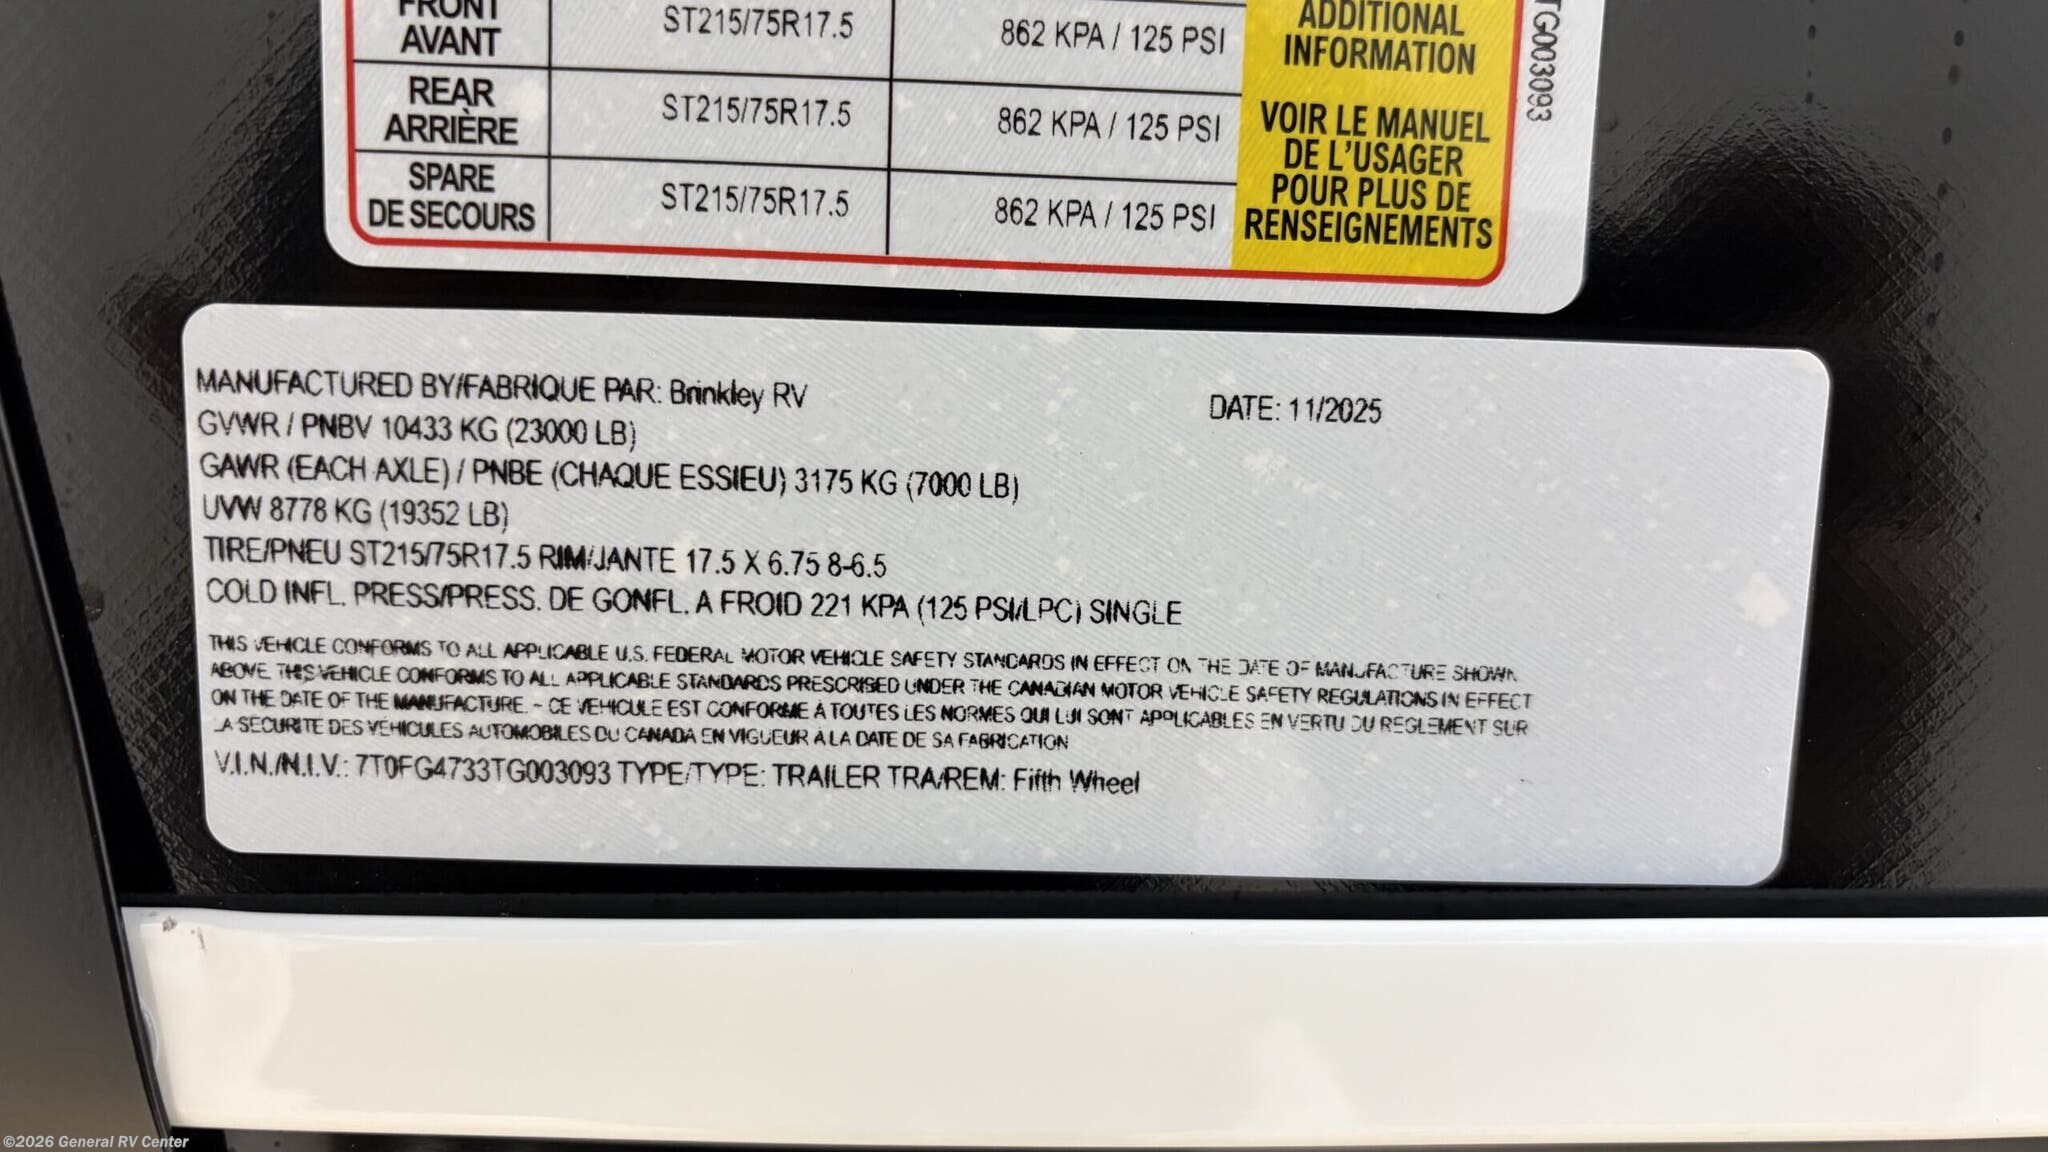 FRONT ST215/75R17.5 862 KPA / 125 PSI ADDITIONAL
AVANT INFORMATION
REAR ST215/75R17.5 862 KPA / 125 PSI VOIR LE MANUEL
ARRIÈRE DE L'USAGER
SPARE ST215/75R17.5 862 KPA / 125 PSI POUR PLUS DE
DE SECOURS RENSEIGNEMENTS
TG003093
MANUFACTURED BY/FABRIQUE PAR: Brinkley RV DATE: 11/2025
GVWR / PNBV 10433 KG (23000 LB)
GAWR (EACH AXLE) / PNBE (CHAQUE ESSIEU) 3175 KG (7000 LB)
UVW 8778 KG (19352 LB)
TIRE/PNEU ST215/75R17.5 RIM/JANTE 17.5 X 6.75 8-6.5
COLD INFL. PRESS/PRESS. DE GONFL. A FROID 221 KPA (125 PSI/LPC) SINGLE
THIS VEHICLE CONFORMS TO ALL APPLICABLE U.S. FEDERAL MOTOR VEHICLE SAFETY STANDARDS IN EFFECT ON THE DATE OF MANUFACTURE SHOWN
ABOVE. THIS VEHICLE CONFORMS TO ALL APPLICABLE STANDARDS PRESCRIBED UNDER THE CANADIAN MOTOR VEHICLE SAFETY REGULATIONS IN EFFECT
ON THE DATE OF THE MANUFACTURE. - CE VEHICULE EST CONFORME À TOUTES LES NORMES QUI LUI SONT APPLICABLES EN VERTU DU REGLEMENT SUR
LA SECURITE DES VEHICULES AUTOMOBILES DU CANADA EN VIGUEUR À LA DATE DE SA FABRICATION
V.I.N./N.I.V.: 7T0FG4733TG003093 TYPE/TYPE: TRAILER TRA/REM: Fifth Wheel
©2026 General RV Center